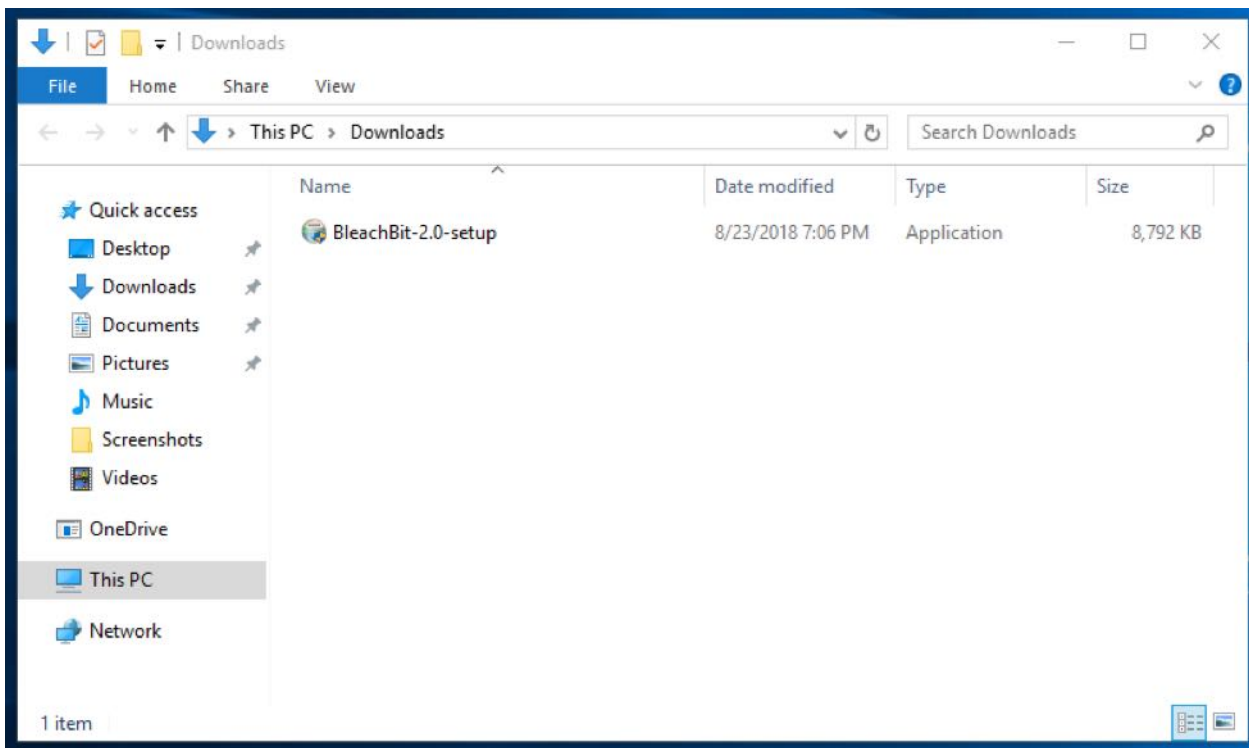 Downloads
File Home Share View
This PC > Downloads Search Downloads
Name Date modified Type Size
Quick access
BleachBit-2.0-setup 8/23/2018 7:06 PM Application 8,792 KB
Desktop
Downloads
Documents
Pictures
Music
Screenshots
Videos
OneDrive
This PC
Network
1 item